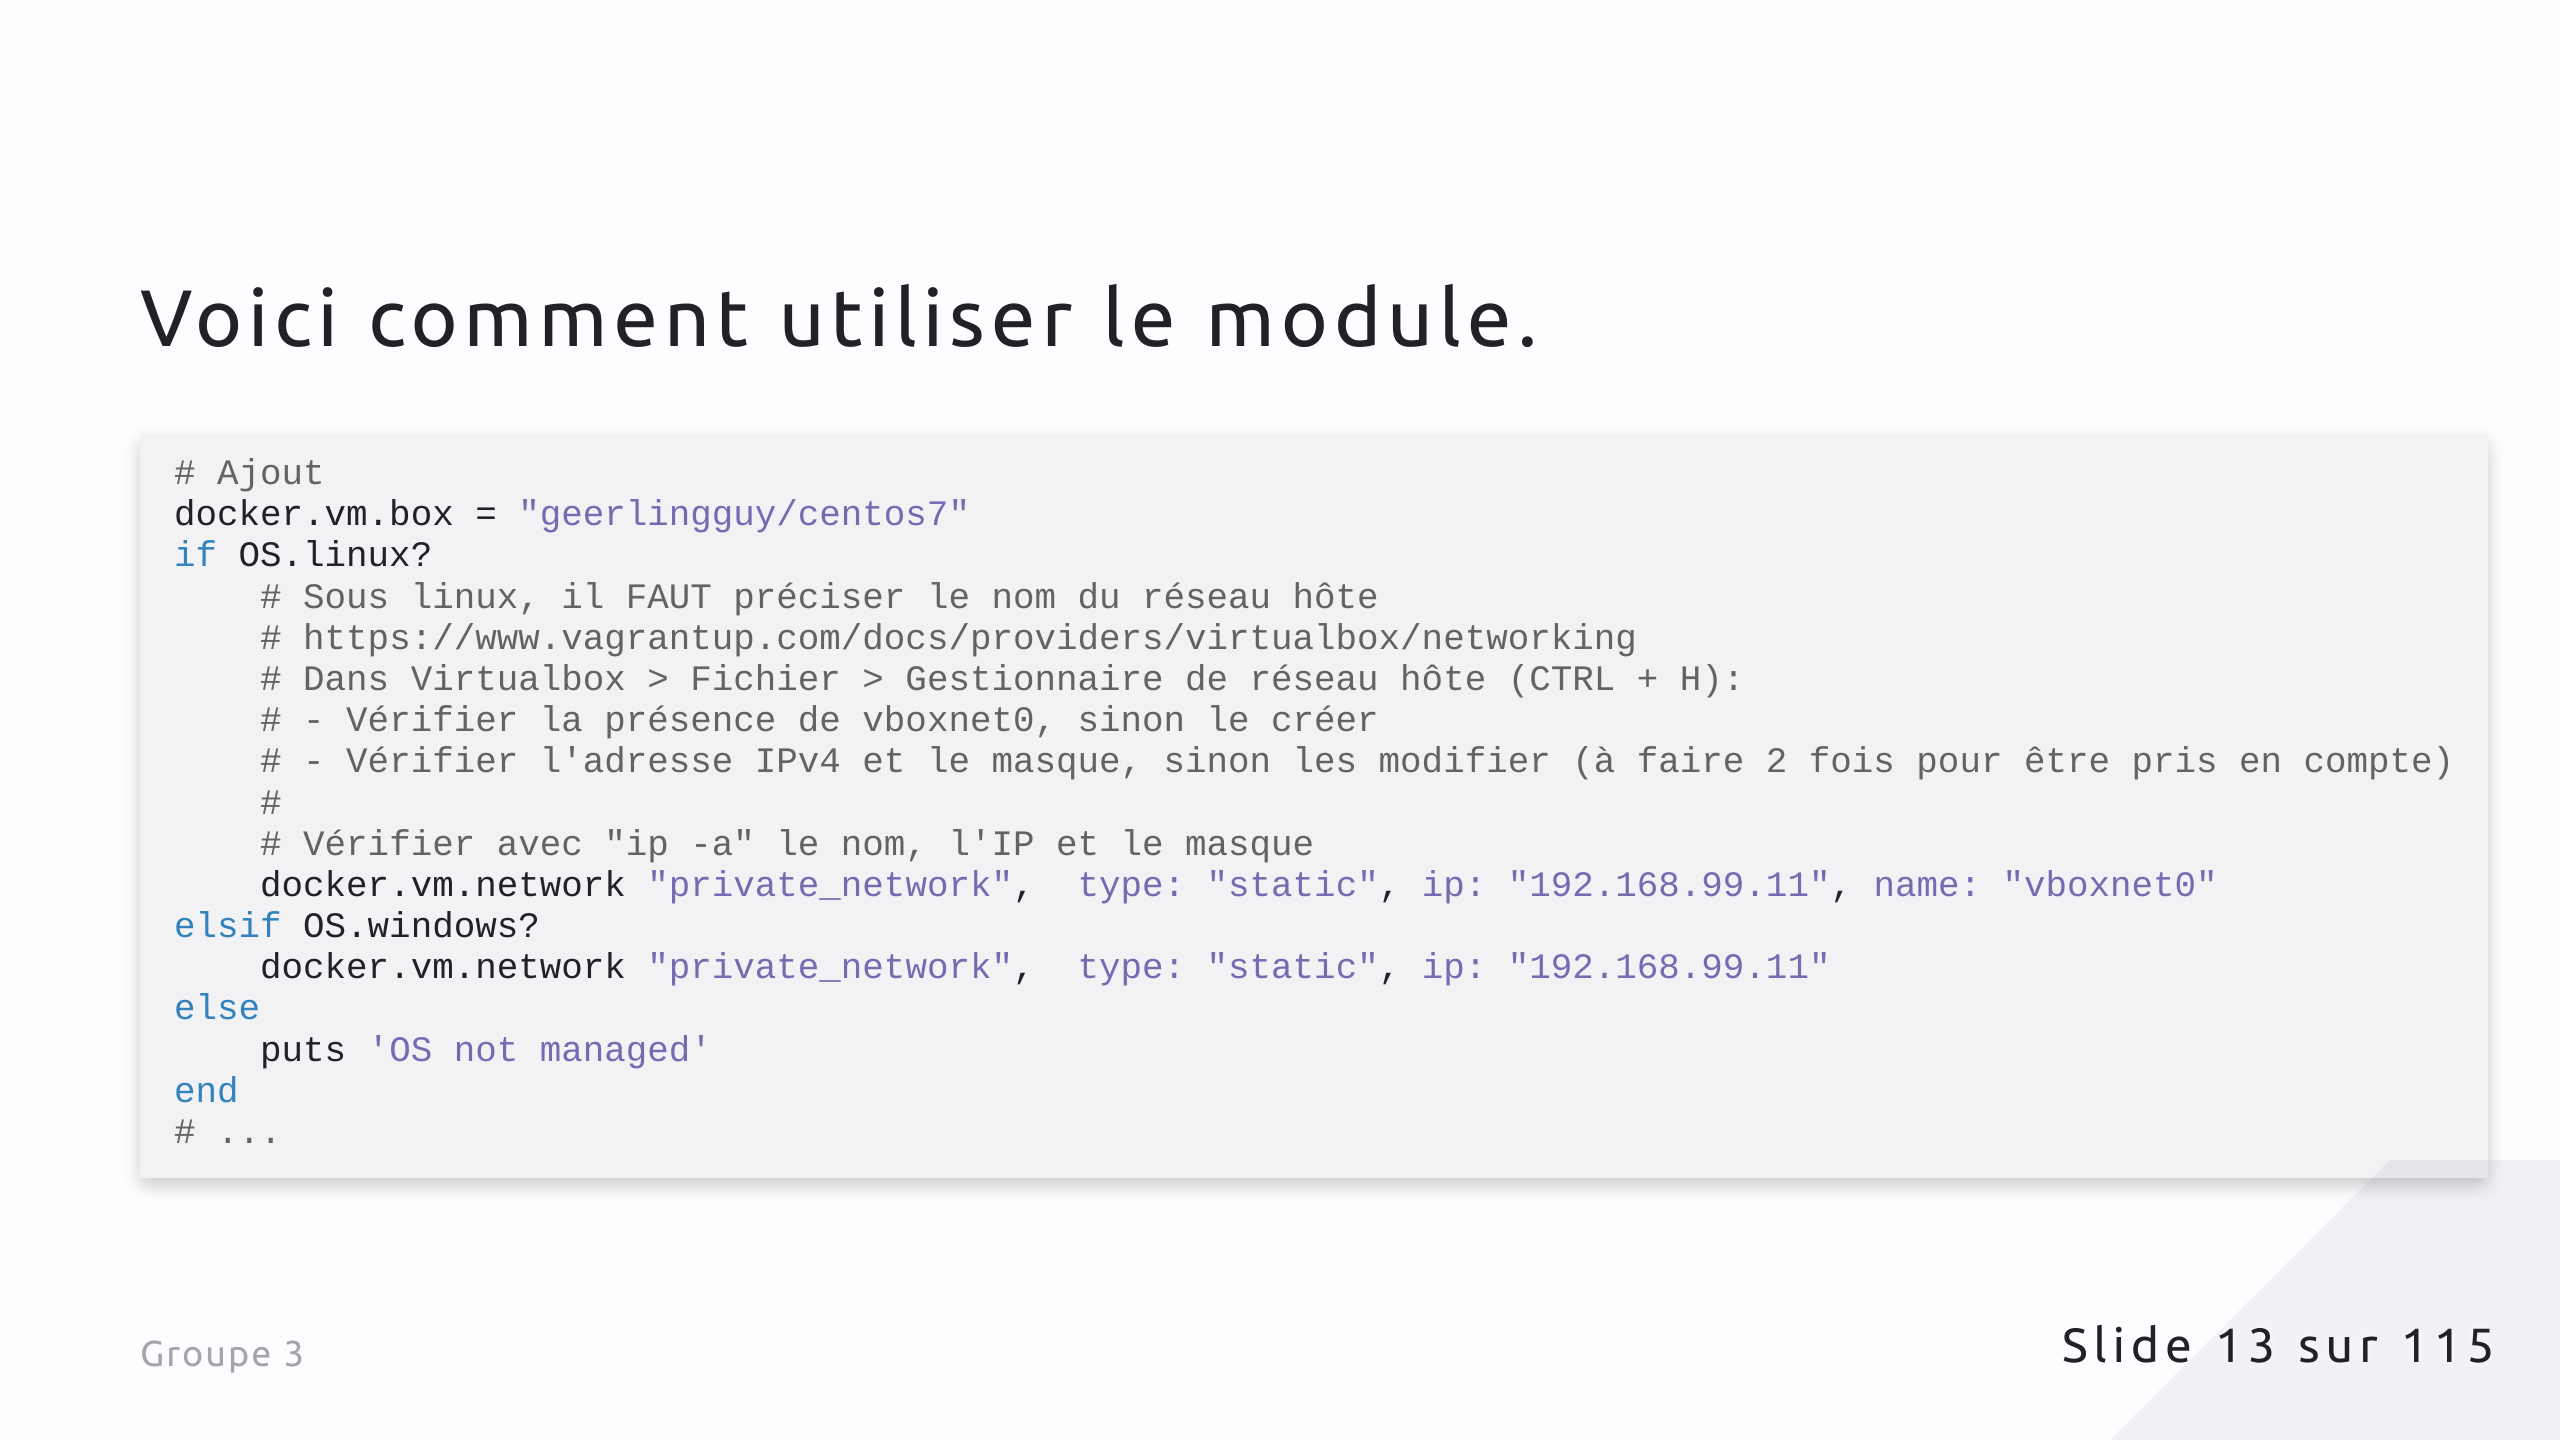 Voici comment utiliser le module.
# Ajout
docker.vm.box = "geerlingguy/centos7"
if OS.linux?
    # Sous linux, il FAUT préciser le nom du réseau hôte
    # https://www.vagrantup.com/docs/providers/virtualbox/networking
    # Dans Virtualbox > Fichier > Gestionnaire de réseau hôte (CTRL + H):
    # - Vérifier la présence de vboxnet0, sinon le créer
    # - Vérifier l'adresse IPv4 et le masque, sinon les modifier (à faire 2 fois pour être pris en compte)
    #
    # Vérifier avec "ip -a" le nom, l'IP et le masque
    docker.vm.network "private_network",  type: "static", ip: "192.168.99.11", name: "vboxnet0"
elsif OS.windows?
    docker.vm.network "private_network",  type: "static", ip: "192.168.99.11"
else
    puts 'OS not managed'
end
# ...
Groupe 3
Slide 13 sur 115